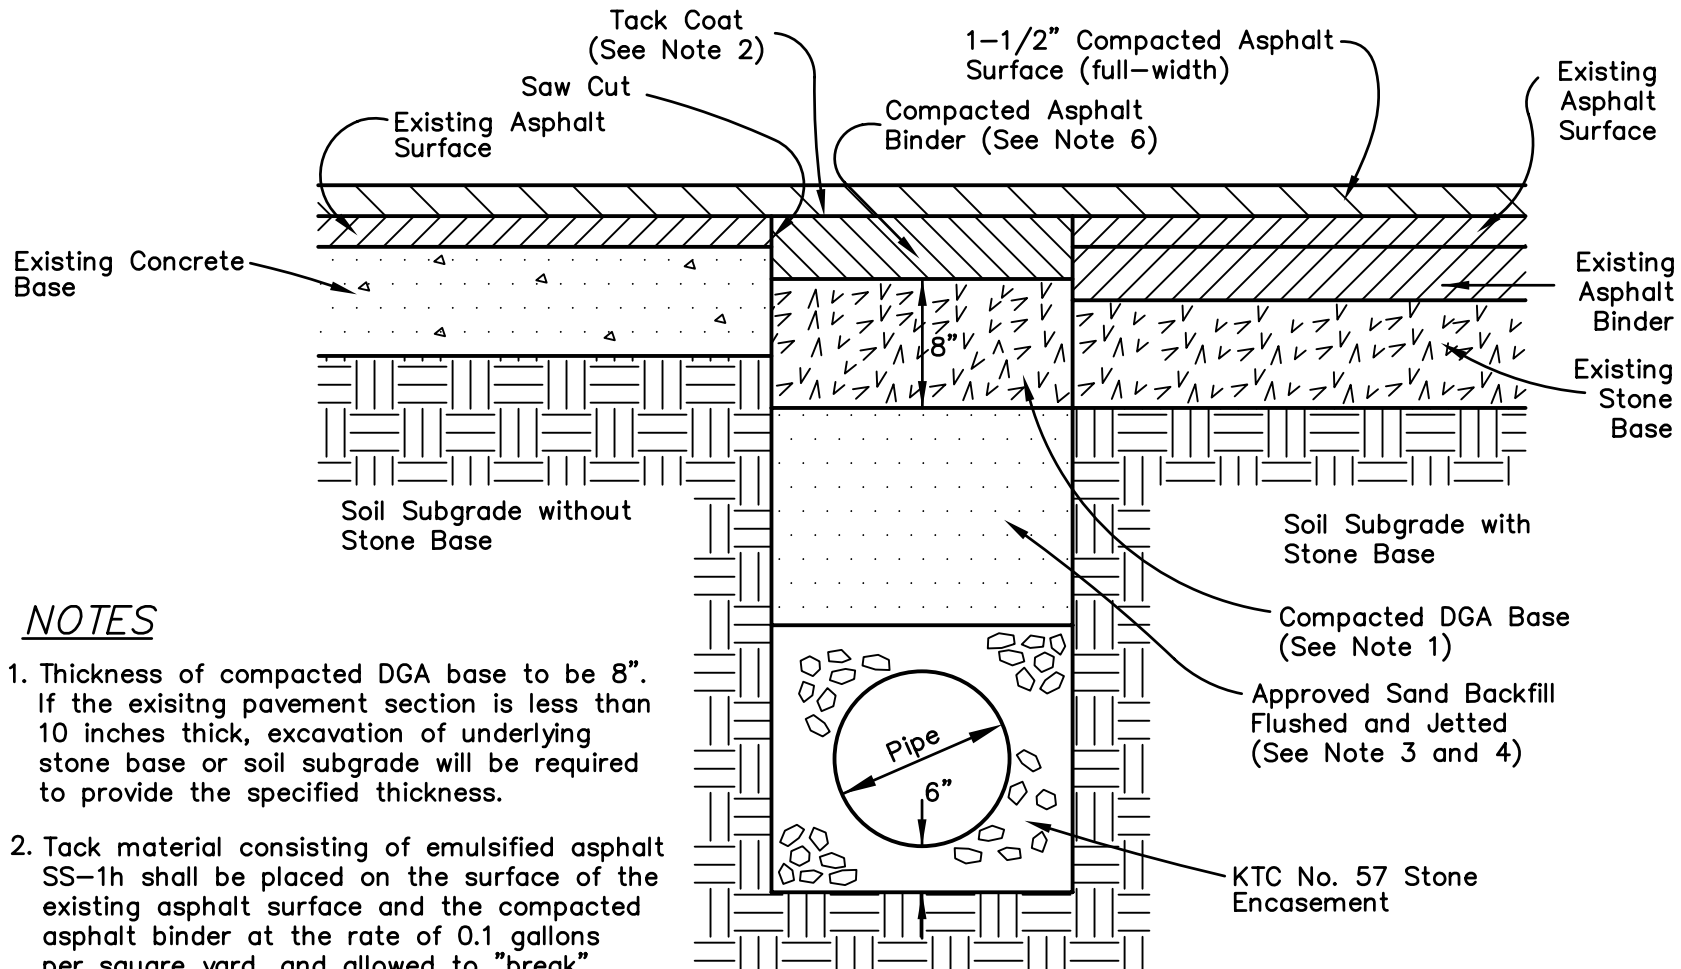 Tack Coat
(See Note 2)
Saw Cut
Existing Asphalt
Surface
1-1/2" Compacted Asphalt
Surface (full-width)
Compacted Asphalt
Binder (See Note 6)
Existing
Asphalt
Surface
Existing Concrete
Base
Existing
Asphalt
Binder
8"
Existing
Stone
Base
Soil Subgrade without
Stone Base
Soil Subgrade with
Stone Base
Compacted DGA Base
(See Note 1)
Approved Sand Backfill
Flushed and Jetted
(See Note 3 and 4)
Pipe
6"
KTC No. 57 Stone
Encasement
NOTES
1. Thickness of compacted DGA base to be 8".
If the exisitng pavement section is less than
10 inches thick, excavation of underlying
stone base or soil subgrade will be required
to provide the specified thickness.
2. Tack material consisting of emulsified asphalt
SS-1h shall be placed on the surface of the
existing asphalt surface and the compacted
asphalt binder at the rate of 0.1 gallons
per square yard, and allowed to "break"